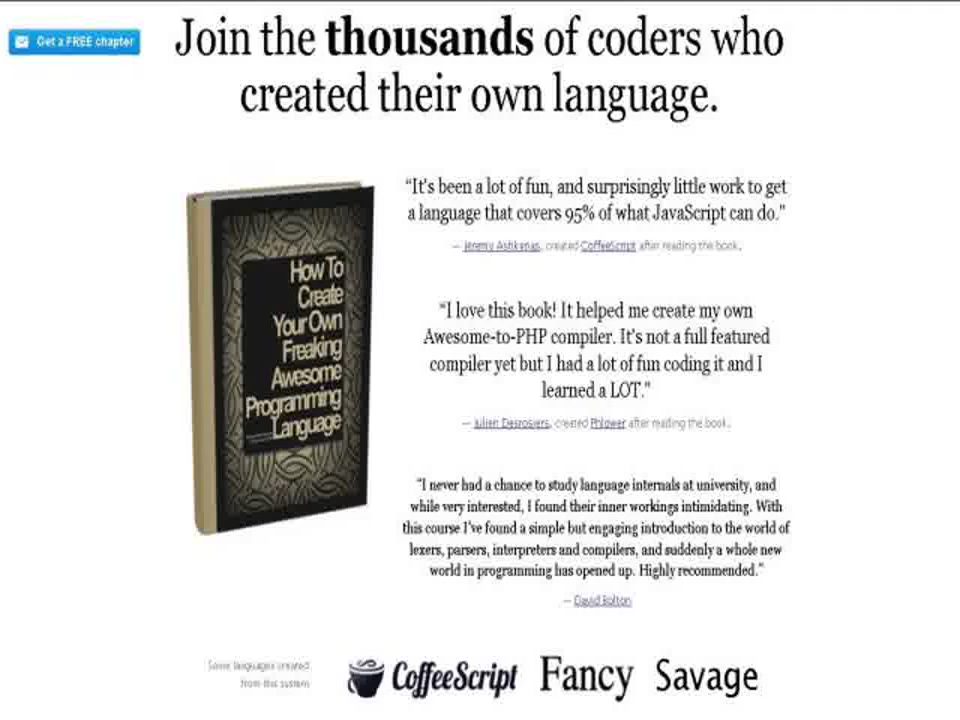 Get a FREE chapter
Join the thousands of coders who
created their own language.
How To
Create
Your Own
Freaking
Awesome
Programming
Language
“It's been a lot of fun, and surprisingly little work to get
a language that covers 95% of what JavaScript can do.”
— Jeremy Ashkenas, created CoffeeScript after reading the book.
“I love this book! It helped me create my own
Awesome-to-PHP compiler. It's not a full featured
compiler yet but I had a lot of fun coding it and I
learned a LOT.”
— Julien Desrosiers, created Phlower after reading the book.
“I never had a chance to study language internals at university, and
while very interested, I found their inner workings intimidating. With
this course I've found a simple but engaging introduction to the world of
lexers, parsers, interpreters and compilers, and suddenly a whole new
world in programming has opened up. Highly recommended.”
— David Bolton
Some languages created
from this system
CoffeeScript Fancy Savage